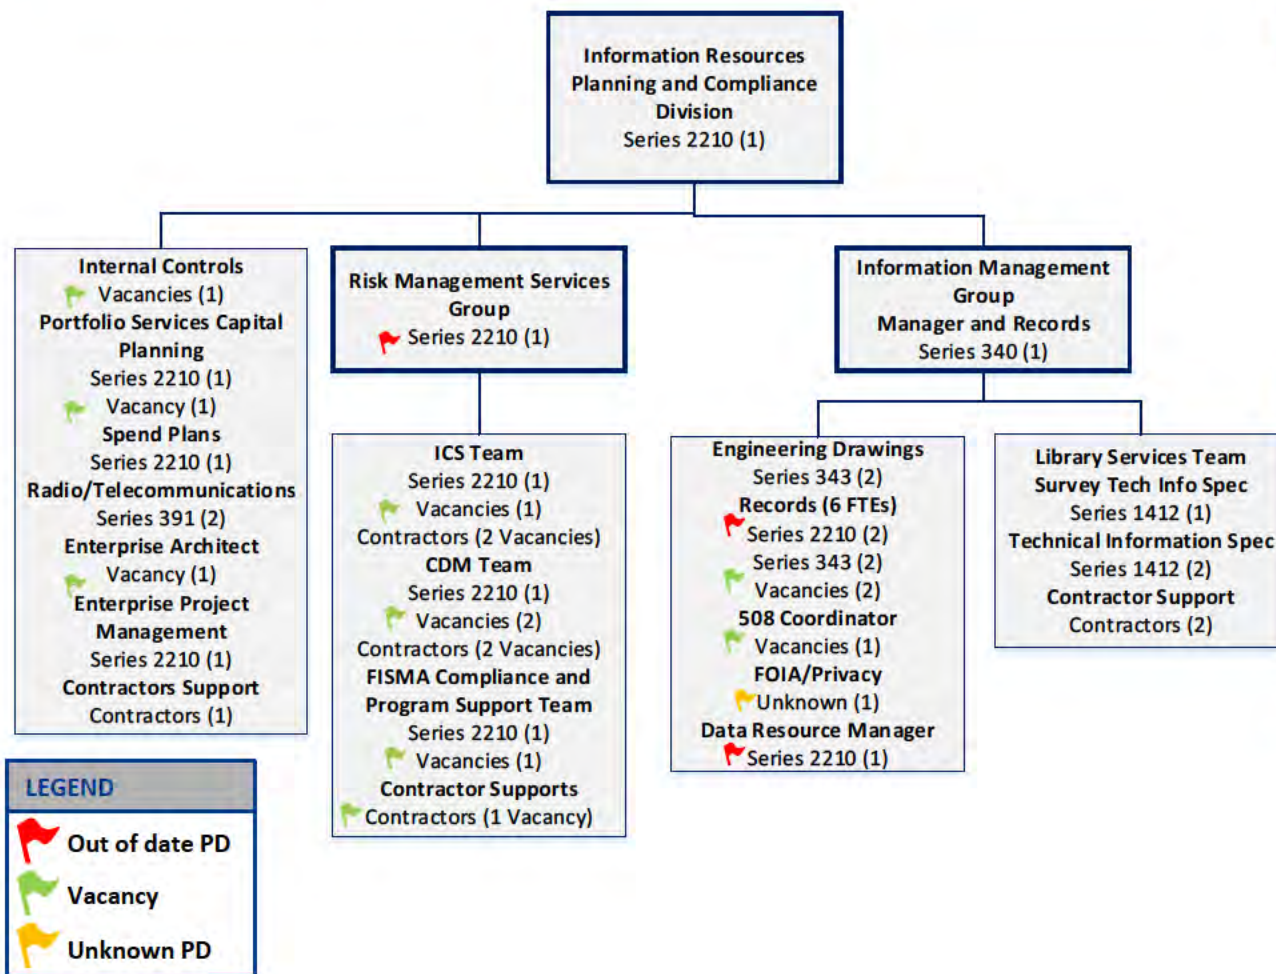 Information Resources
Planning and Compliance
Division
Series 2210 (1)
Internal Controls
Vacancies (1)
Portfolio Services Capital
Planning
Series 2210 (1)
Vacancy (1)
Spend Plans
Series 2210 (1)
Radio/Telecommunications
Series 391 (2)
Enterprise Architect
Vacancy (1)
Enterprise Project
Management
Series 2210 (1)
Contractors Support
Contractors (1)
Risk Management Services
Group
Series 2210 (1)
ICS Team
Series 2210 (1)
Vacancies (1)
Contractors (2 Vacancies)
CDM Team
Series 2210 (1)
Vacancies (2)
Contractors (2 Vacancies)
FISMA Compliance and
Program Support Team
Series 2210 (1)
Vacancies (1)
Contractor Supports
Contractors (1 Vacancy)
Information Management
Group
Manager and Records
Series 340 (1)
Engineering Drawings
Series 343 (2)
Records (6 FTEs)
Series 2210 (2)
Series 343 (2)
Vacancies (2)
508 Coordinator
Vacancies (1)
FOIA/Privacy
Unknown (1)
Data Resource Manager
Series 2210 (1)
Library Services Team
Survey Tech Info Spec
Series 1412 (1)
Technical Information Spec
Series 1412 (2)
Contractor Support
Contractors (2)
LEGEND
Out of date PD
Vacancy
Unknown PD